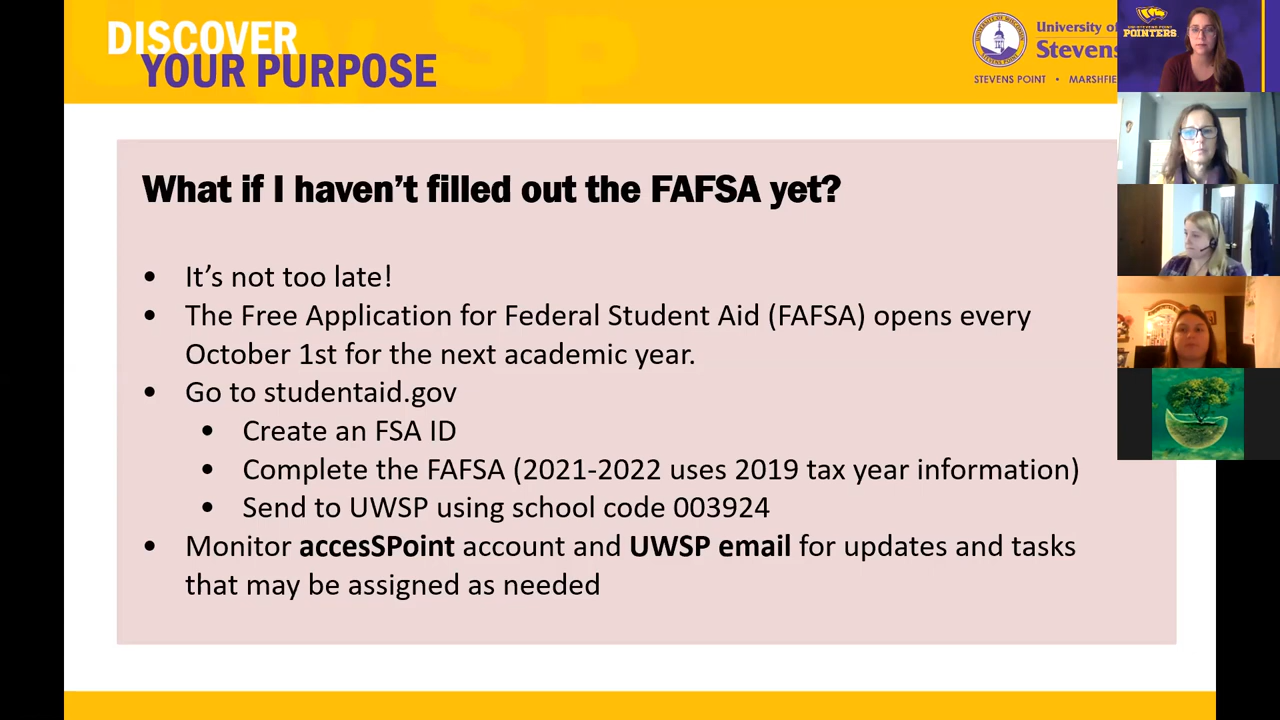 DISCOVER
YOUR PURPOSE
University of
Stevens
STEVENS POINT • MARSHFIE
POINTERS
What if I haven’t filled out the FAFSA yet?
• It’s not too late!
• The Free Application for Federal Student Aid (FAFSA) opens every
October 1st for the next academic year.
• Go to studentaid.gov
• Create an FSA ID
• Complete the FAFSA (2021-2022 uses 2019 tax year information)
• Send to UWSP using school code 003924
• Monitor accesSPoint account and UWSP email for updates and tasks
that may be assigned as needed